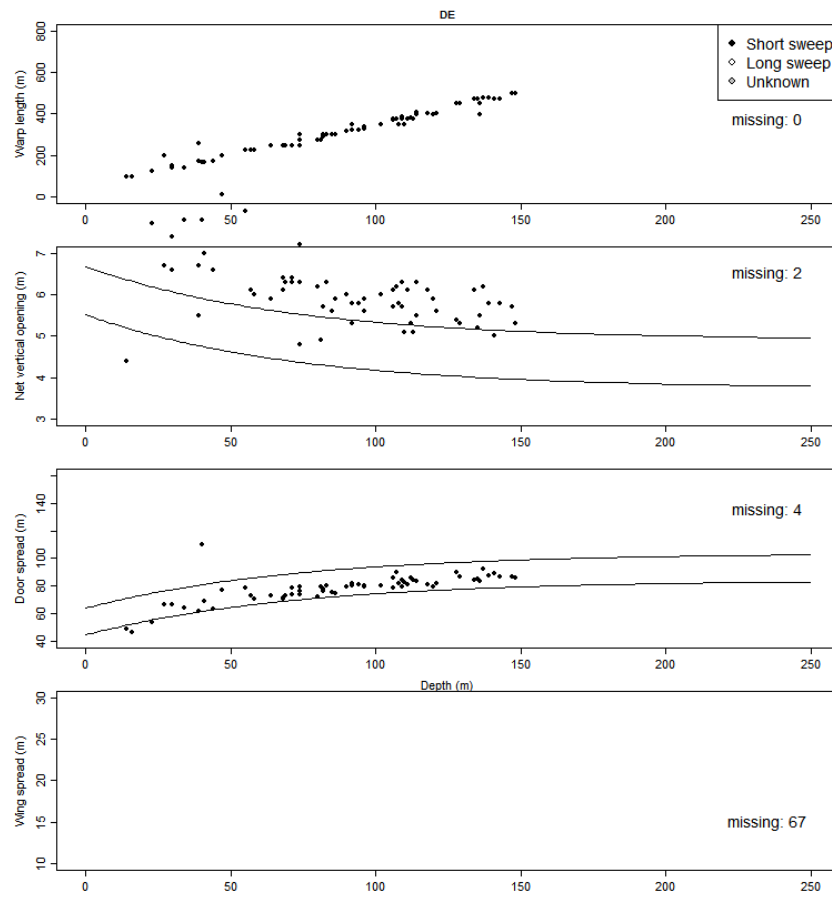 DE
Warp length (m)
0 200 400 600 800
Short sweep
Long sweep
Unknown
missing: 0
0 50 100 150 200 250
Net vertical opening (m)
3 4 5 6 7
missing: 2
0 50 100 150 200 250
Door spread (m)
40 60 80 100 140
missing: 4
0 50 100 150 200 250
Depth (m)
Wing spread (m)
10 15 20 25 30
missing: 67
0 50 100 150 200 250